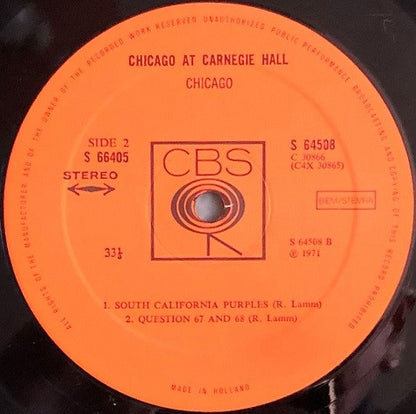 ALL RIGHTS OF THE MANUFACTURER AND OF THE OWNER OF THE RECORDED WORK RESERVED UNAUTHORIZED PUBLIC PERFORMANCE BROADCASTING AND COPYING OF THIS RECORD PROHIBITED
CHICAGO AT CARNEGIE HALL
CHICAGO
SIDE 2
S 66405
STEREO
S 64508
C 30866
(C4X 30865)
CBS
BIEM/STEMRA
33⅓
S 64508 B
℗ 1971
1. SOUTH CALIFORNIA PURPLES (R. Lamm)
2. QUESTION 67 AND 68 (R. Lamm)
MADE IN HOLLAND